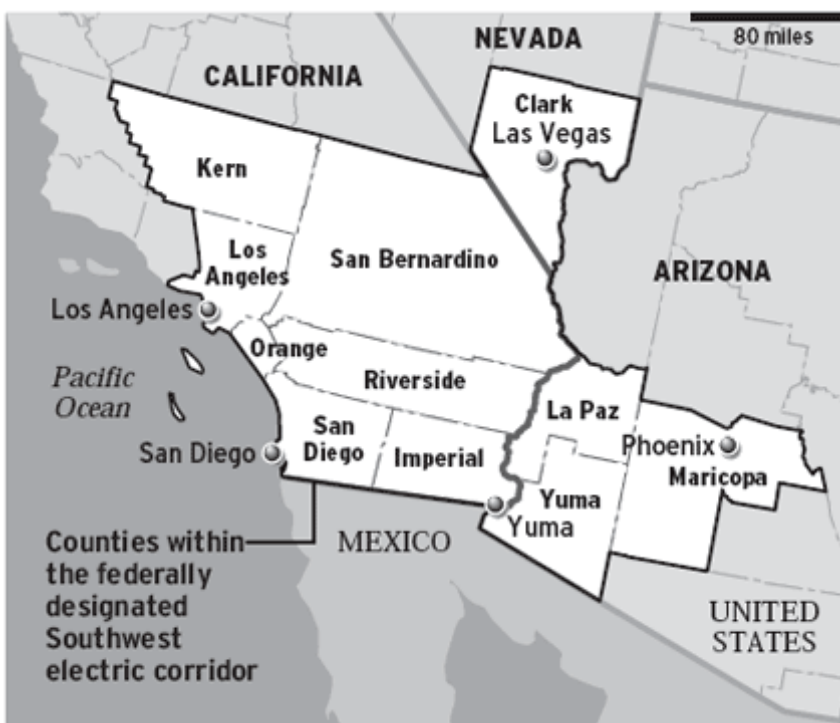 80 miles
NEVADA
CALIFORNIA
Clark
Las Vegas
Kern
Los
Angeles
San Bernardino
ARIZONA
Los Angeles
Orange
Pacific
Ocean
Riverside
La Paz
San
Diego
San Diego
Imperial
Phoenix
Maricopa
Yuma
Yuma
Counties within
the federally
designated
Southwest
electric corridor
MEXICO
UNITED
STATES